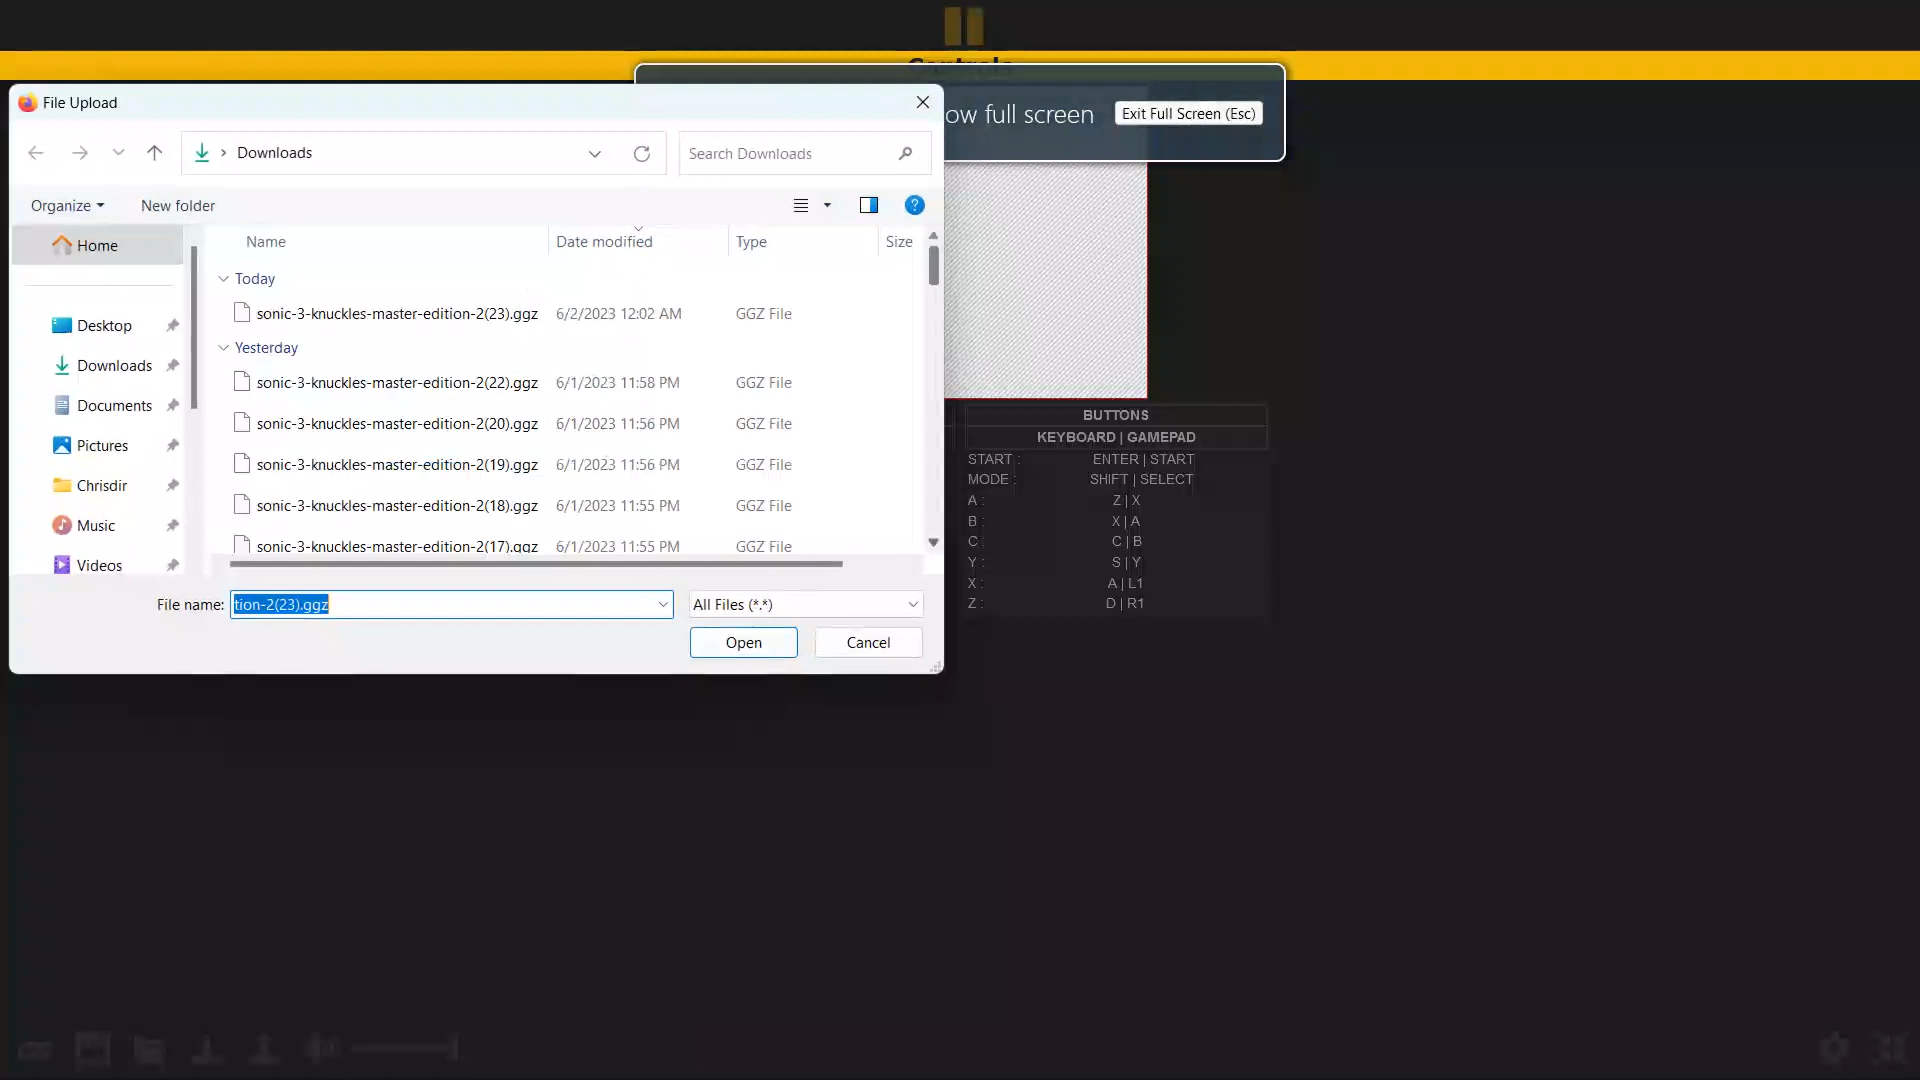 Controls
File Upload
ow full screen
Exit Full Screen (Esc)
Downloads
Search Downloads
Organize
New folder
?
Home
Name
Date modified
Type
Size
Today
sonic-3-knuckles-master-edition-2(23).ggz 6/2/2023 12:02 AM GGZ File
Yesterday
Desktop
sonic-3-knuckles-master-edition-2(22).ggz 6/1/2023 11:58 PM GGZ File
Downloads
sonic-3-knuckles-master-edition-2(20).ggz 6/1/2023 11:56 PM GGZ File
Documents
sonic-3-knuckles-master-edition-2(19).ggz 6/1/2023 11:56 PM GGZ File
Pictures
sonic-3-knuckles-master-edition-2(18).ggz 6/1/2023 11:55 PM GGZ File
Chrisdir
sonic-3-knuckles-master-edition-2(17).ggz 6/1/2023 11:55 PM GGZ File
Music
Videos
File name: tion-2(23).ggz
All Files (*.*)
Open
Cancel
BUTTONS
KEYBOARD | GAMEPAD
START : ENTER | START
MODE : SHIFT | SELECT
A : Z | X
B : X | A
C : C | B
Y : S | Y
X : A | L1
Z : D | R1